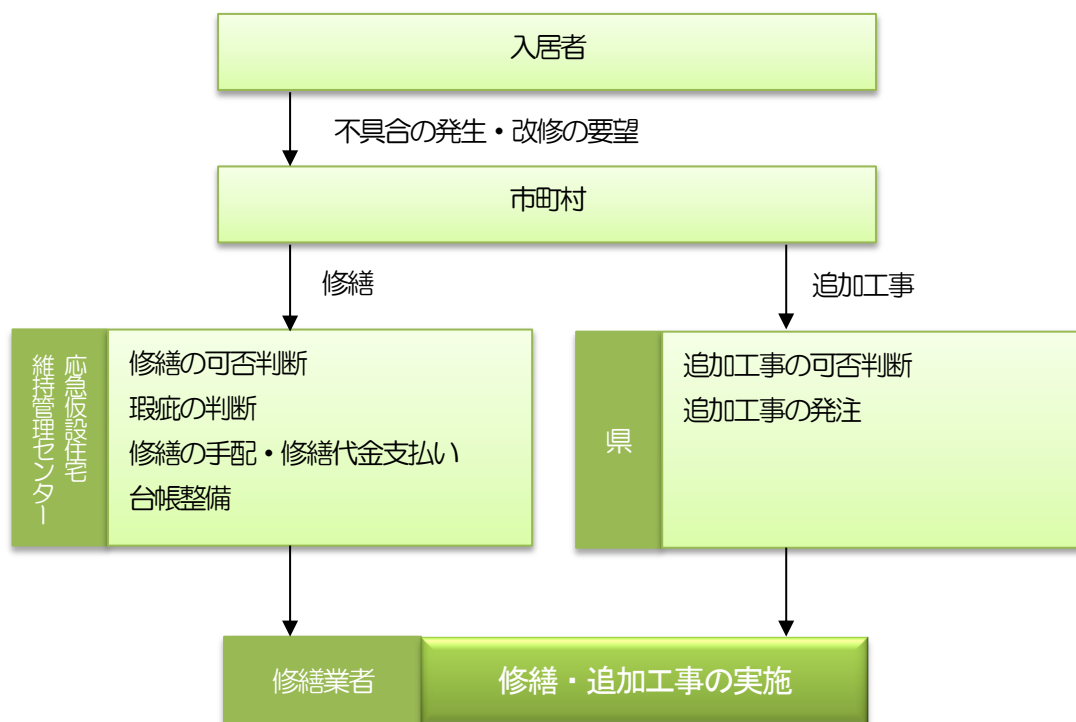 入居者
不具合の発生・改修の要望
市町村
修繕
追加工事
応急仮設住宅
維持管理センター
修繕の可否判断
瑕疵の判断
修繕の手配・修繕代金支払い
台帳整備
県
追加工事の可否判断
追加工事の発注
修繕業者
修繕・追加工事の実施